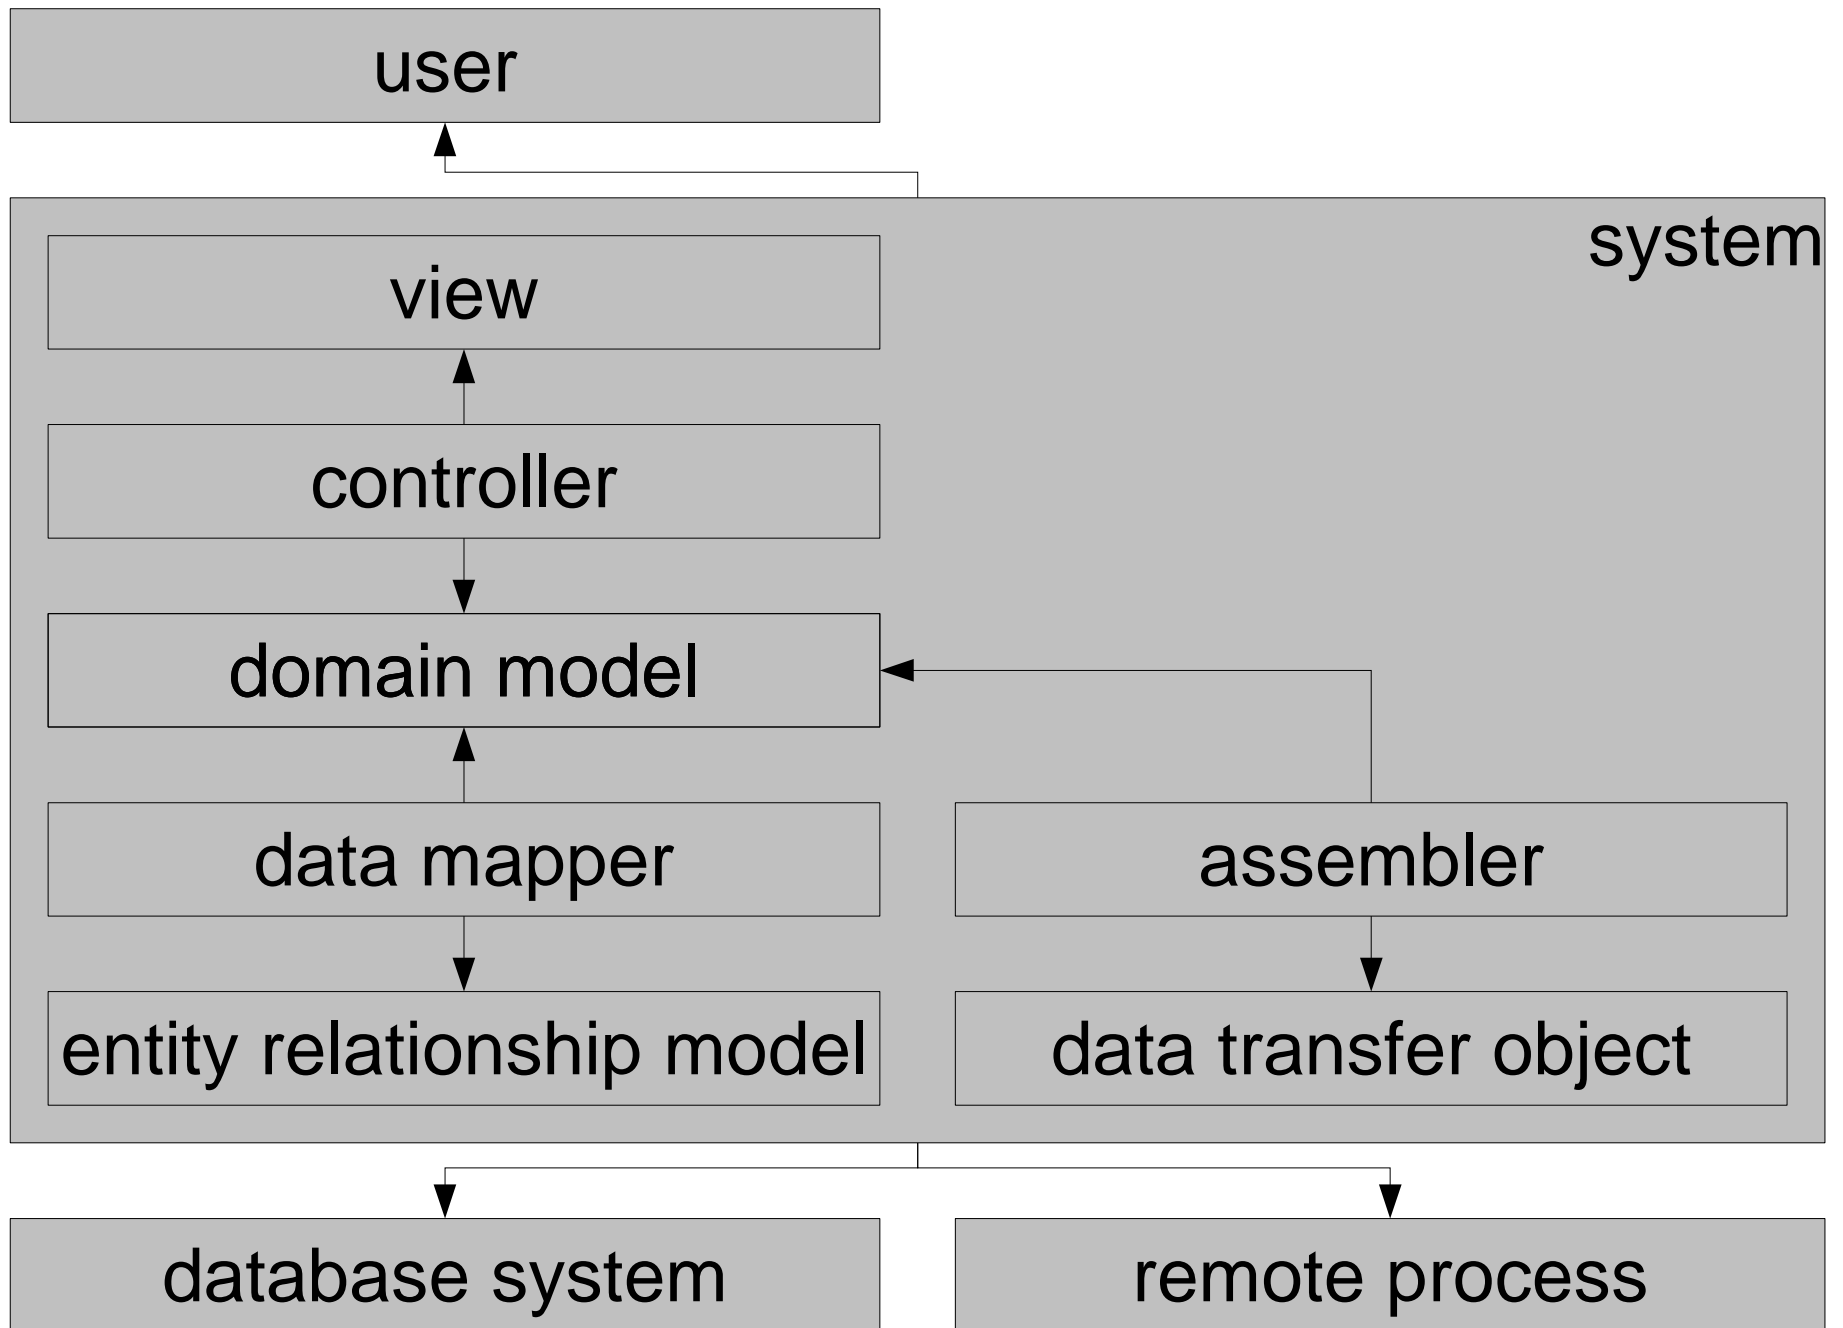 user
system
view
controller
domain model
data mapper
assembler
entity relationship model
data transfer object
database system
remote process